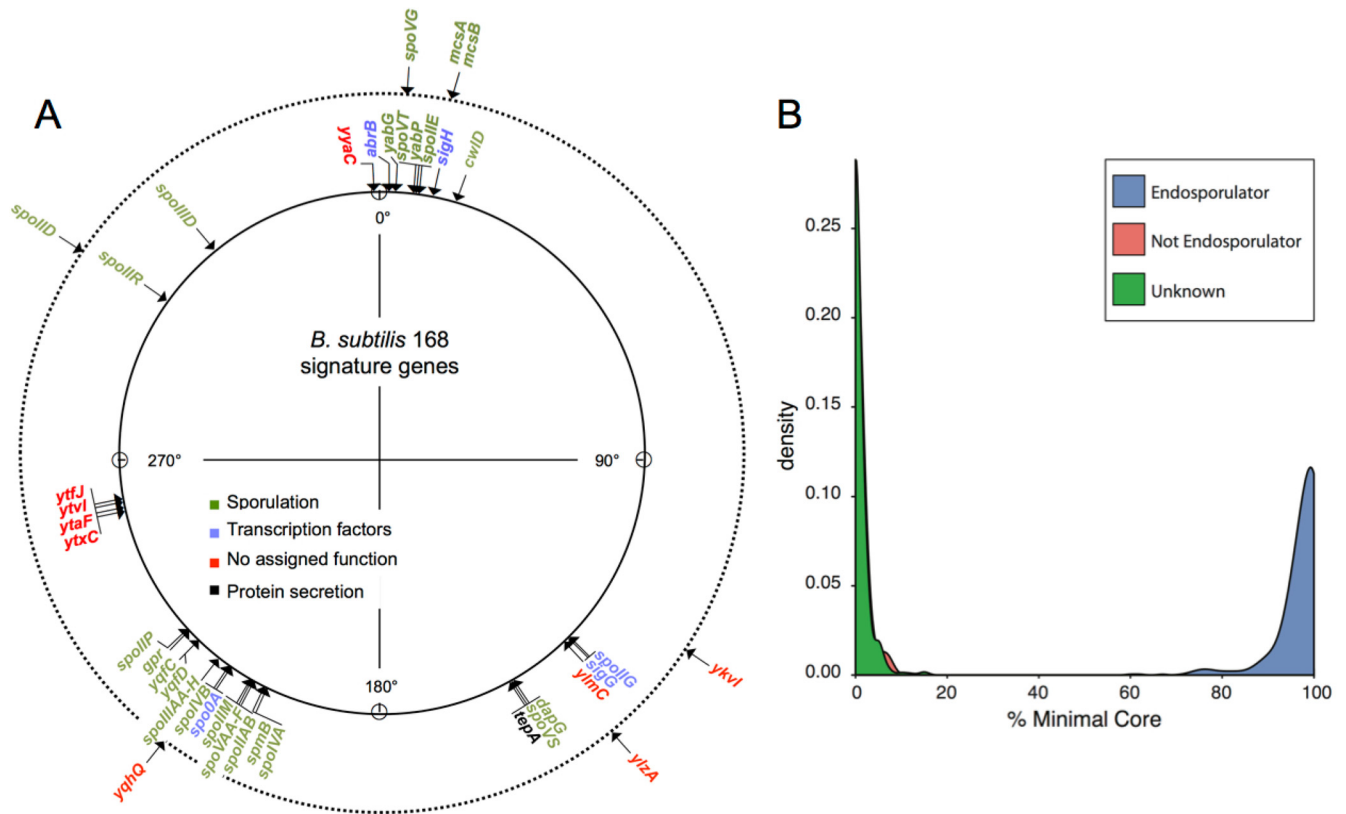 A
spoVG
mcsA
mcsB
yyaC
abrB
yabG
spoVT
yabP
spoIIE
sigH
cwlD
spoIIID
spoIID
spoIIR
0°
B. subtilis 168
signature genes
270°
90°
Sporulation
Transcription factors
No assigned function
Protein secretion
ytfJ
ytvI
ytaF
ytxC
180°
spoIIP
gpr
yqfC
yqfD
spoIIIAA-H
spoIVB
spo0A
spoIIM
spoVAA-F
spoIIAB
spmB
spoIVA
yqhQ
spoIIG
sigG
ylmC
dapG
spoVS
tepA
ykvI
ylzA
B
Endosporulator
Not Endosporulator
Unknown
density
0.25
0.20
0.15
0.10
0.05
0.00
0 20 40 60 80 100
% Minimal Core